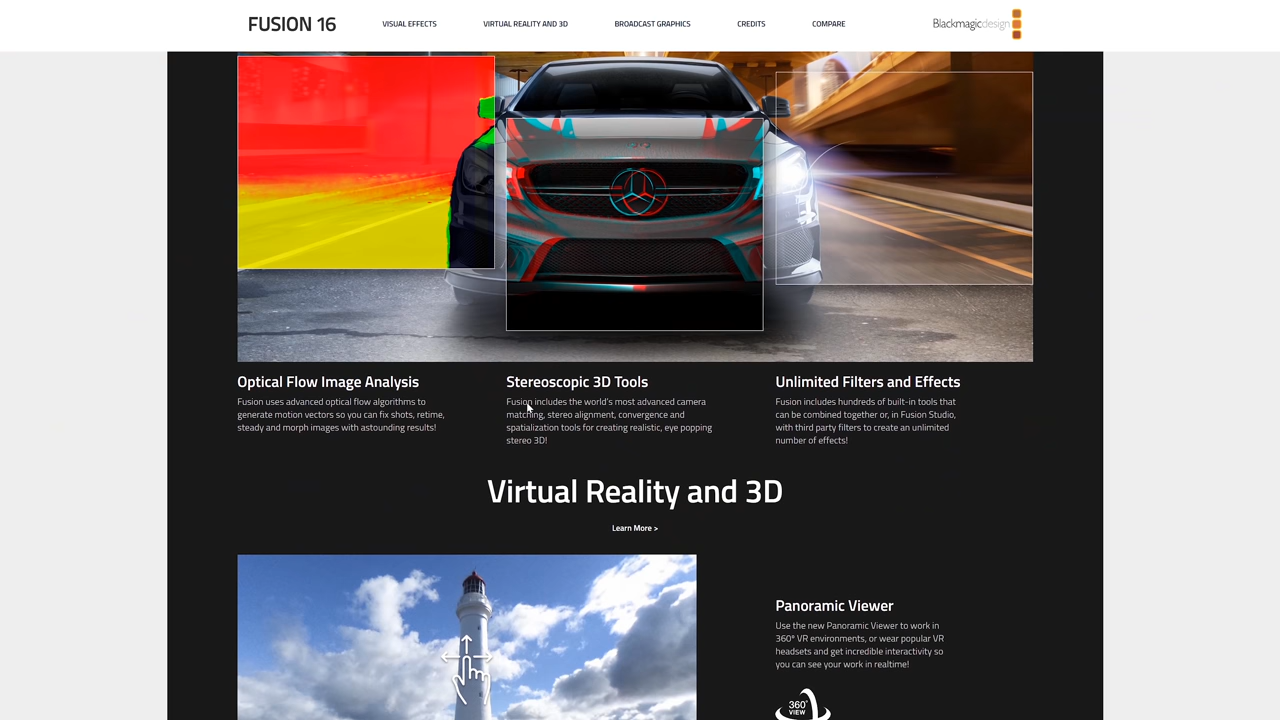 FUSION 16
VISUAL EFFECTS
VIRTUAL REALITY AND 3D
BROADCAST GRAPHICS
CREDITS
COMPARE
Blackmagicdesign
Optical Flow Image Analysis
Fusion uses advanced optical flow algorithms to
generate motion vectors so you can fix shots, retime,
steady and morph images with astounding results!
Stereoscopic 3D Tools
Fusion includes the world's most advanced camera
matching, stereo alignment, convergence and
spatialization tools for creating realistic, eye popping
stereo 3D!
Unlimited Filters and Effects
Fusion includes hundreds of built-in tools that
can be combined together or, in Fusion Studio,
with third party filters to create an unlimited
number of effects!
Virtual Reality and 3D
Learn More >
Panoramic Viewer
Use the new Panoramic Viewer to work in
360º VR environments, or wear popular VR
headsets and get incredible interactivity so
you can see your work in realtime!
360°
VIEW